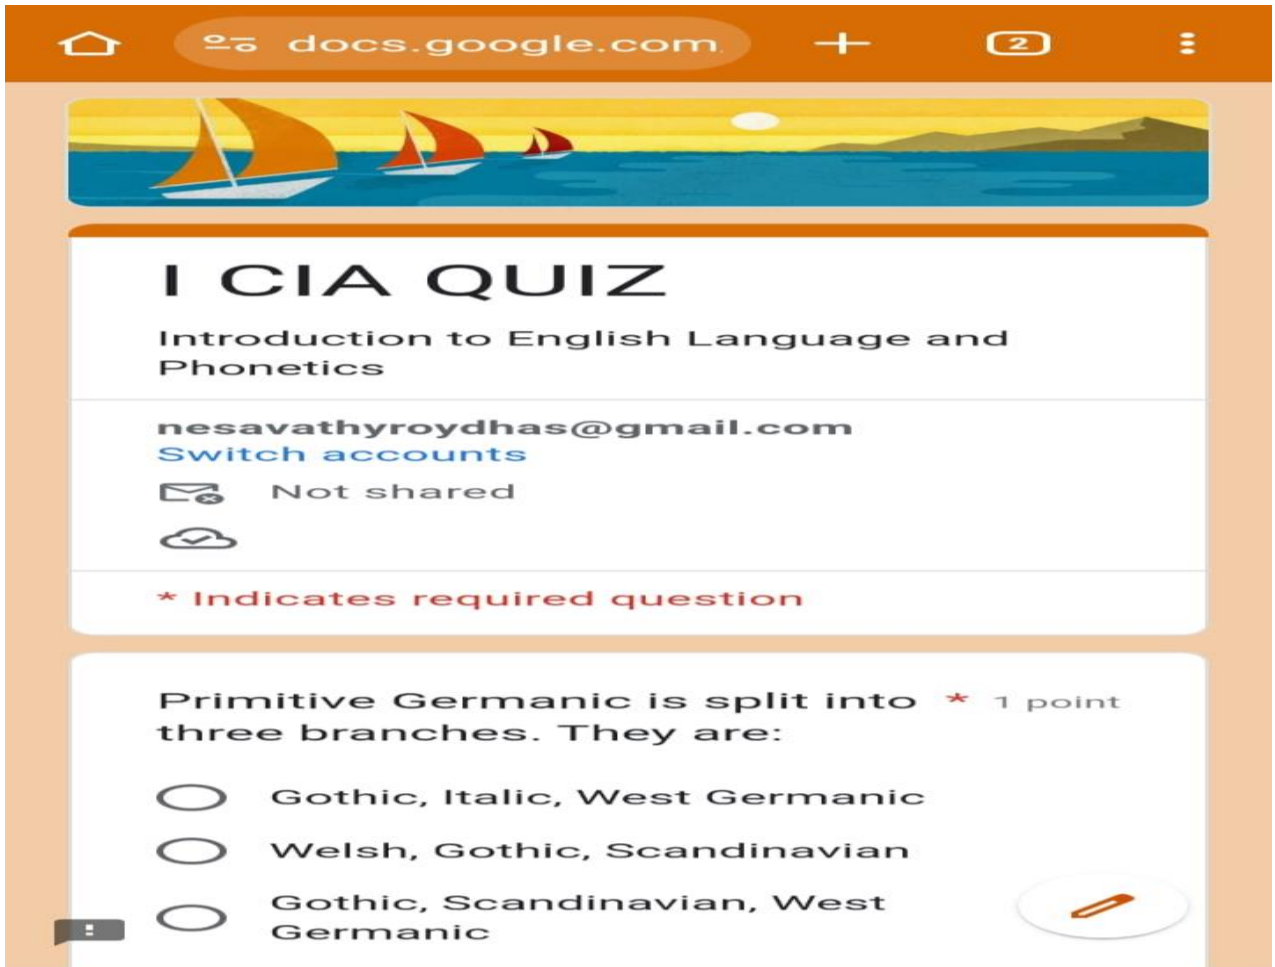 docs.google.com
2
I CIA QUIZ
Introduction to English Language and
Phonetics
nesavathyroydhas@gmail.com
Switch accounts
Not shared
* Indicates required question
Primitive Germanic is split into * 1 point
three branches. They are:
Gothic, Italic, West Germanic
Welsh, Gothic, Scandinavian
Gothic, Scandinavian, West
Germanic